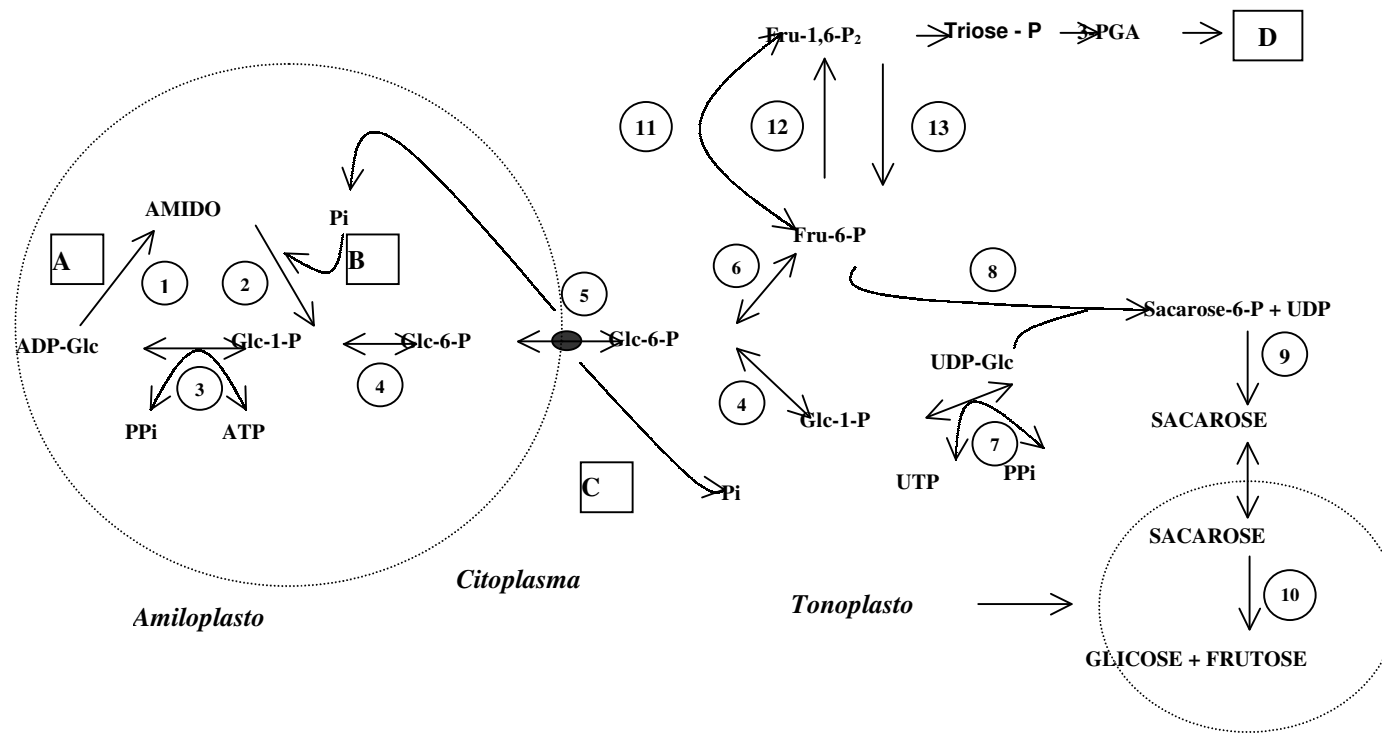 Fru-1,6-P₂ Triose - P 3-PGA D
11 12 13
AMIDO Pi
Fru-6-P
A 1 2 B 6 8
5
Sacarose-6-P + UDP
ADP-Glc Glc-1-P Glc-6-P Glc-6-P
UDP-Glc 9
3 4 4
Glc-1-P SACAROSE
PPi ATP
7
C Pi UTP PPi
SACAROSE
Citoplasma
10
Amiloplasto Tonoplasto
GLICOSE + FRUTOSE